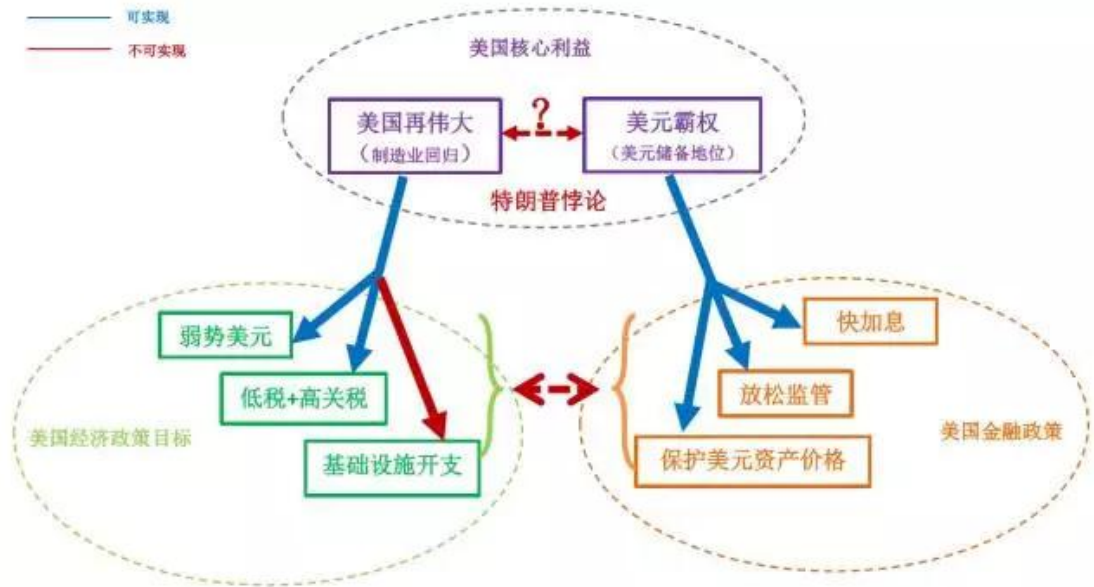 可实现
不可实现
美国核心利益
美国再伟大
（制造业回归）
?
美元霸权
（美元储备地位）
特朗普悖论
弱势美元
低税+高关税
基础设施开支
美国经济政策目标
快加息
放松监管
保护美元资产价格
美国金融政策